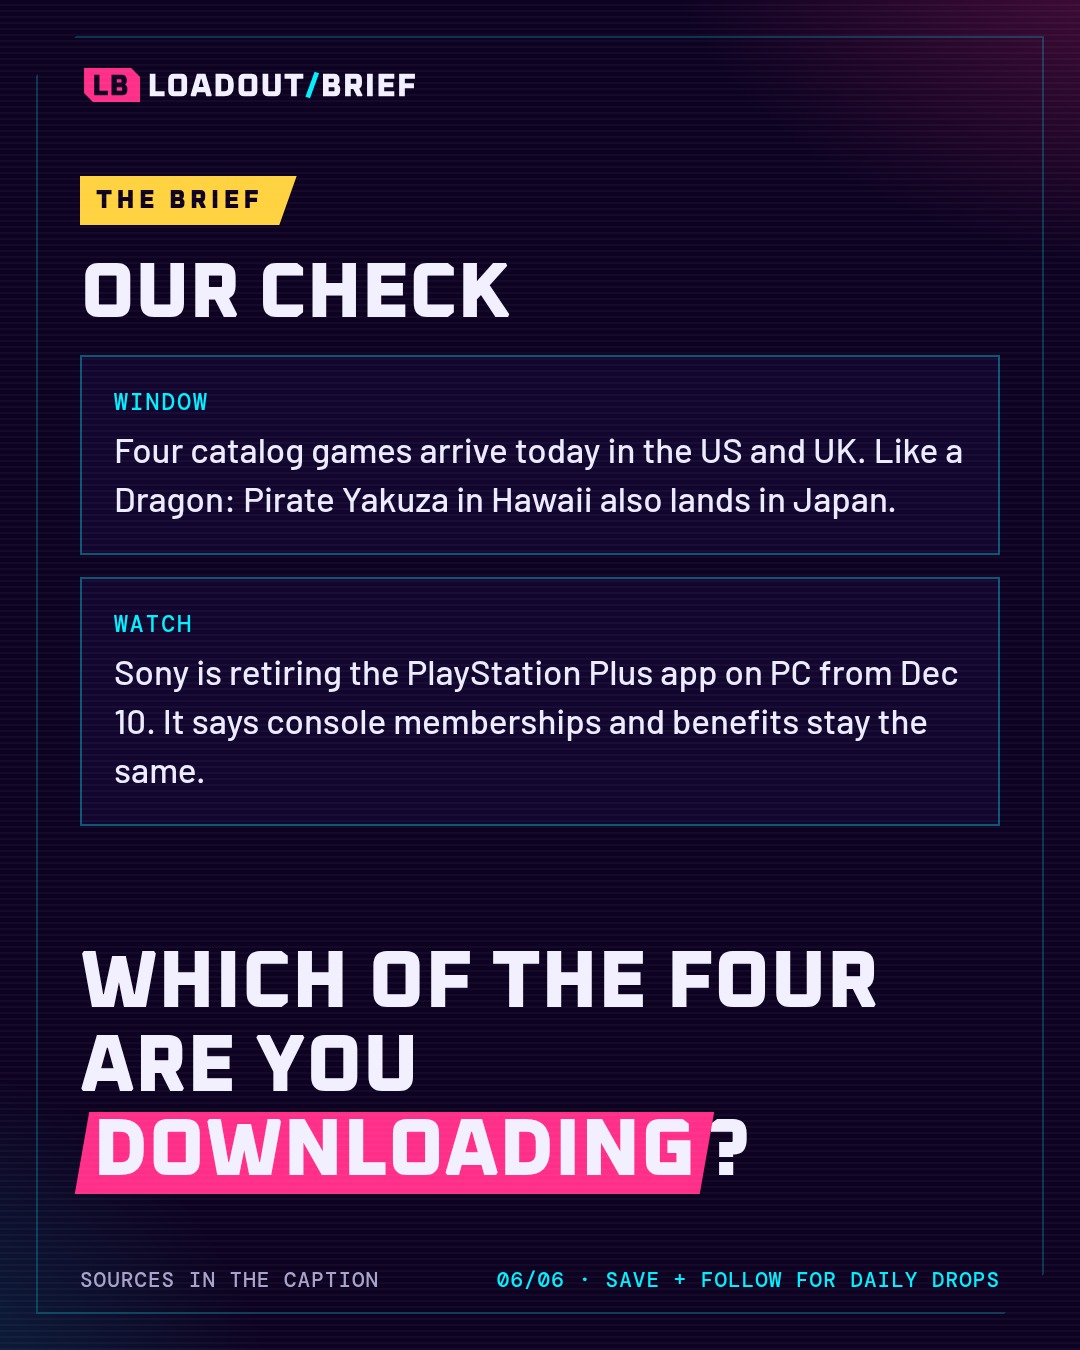 LB LOADOUT/BRIEF
THE BRIEF
OUR CHECK
WINDOW
Four catalog games arrive today in the US and UK. Like a
Dragon: Pirate Yakuza in Hawaii also lands in Japan.
WATCH
Sony is retiring the PlayStation Plus app on PC from Dec
10. It says console memberships and benefits stay the
same.
WHICH OF THE FOUR
ARE YOU
DOWNLOADING?
SOURCES IN THE CAPTION
06/06 · SAVE + FOLLOW FOR DAILY DROPS